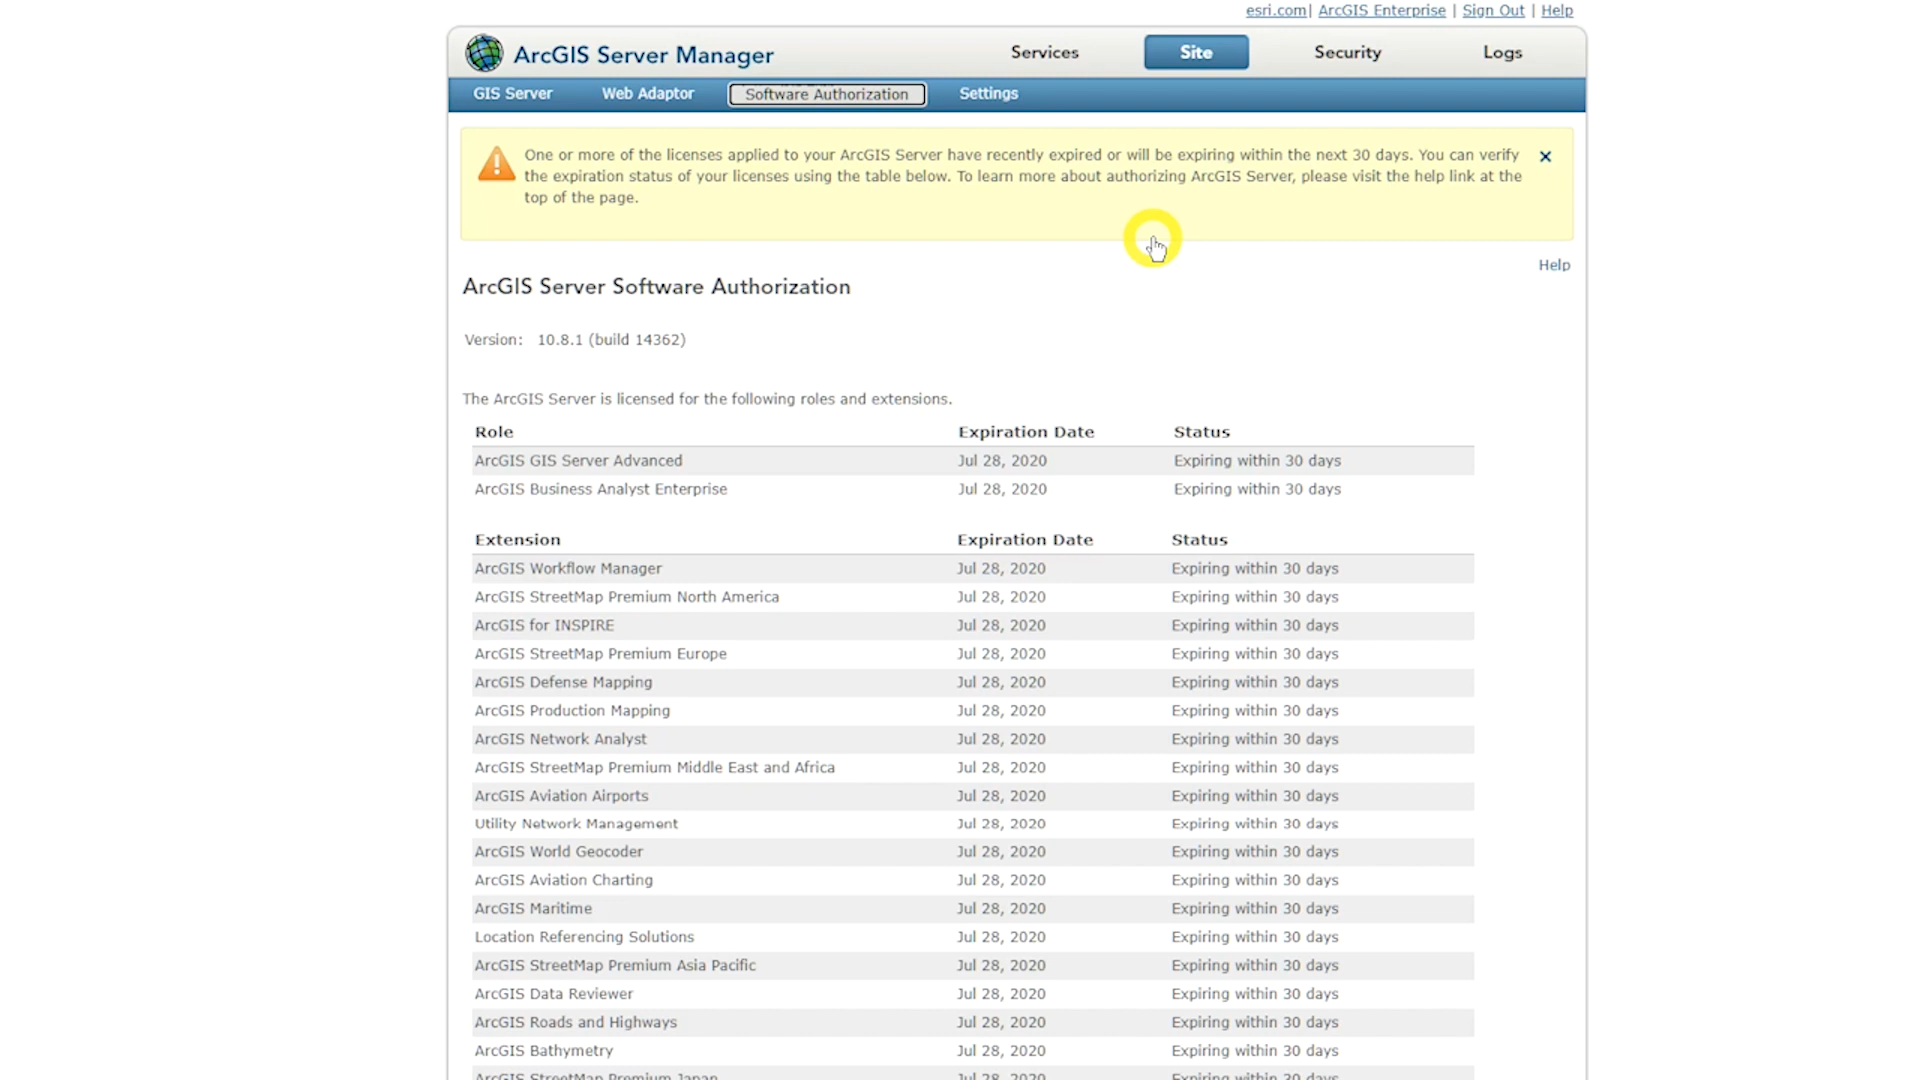 esri.com | ArcGIS Enterprise | Sign Out | Help
ArcGIS Server Manager Services Site Security Logs
GIS Server Web Adaptor Software Authorization Settings
One or more of the licenses applied to your ArcGIS Server have recently expired or will be expiring within the next 30 days. You can verify
the expiration status of your licenses using the table below. To learn more about authorizing ArcGIS Server, please visit the help link at the
top of the page.
Help
ArcGIS Server Software Authorization
Version: 10.8.1 (build 14362)
The ArcGIS Server is licensed for the following roles and extensions.
Role Expiration Date Status
ArcGIS GIS Server Advanced Jul 28, 2020 Expiring within 30 days
ArcGIS Business Analyst Enterprise Jul 28, 2020 Expiring within 30 days
Extension Expiration Date Status
ArcGIS Workflow Manager Jul 28, 2020 Expiring within 30 days
ArcGIS StreetMap Premium North America Jul 28, 2020 Expiring within 30 days
ArcGIS for INSPIRE Jul 28, 2020 Expiring within 30 days
ArcGIS StreetMap Premium Europe Jul 28, 2020 Expiring within 30 days
ArcGIS Defense Mapping Jul 28, 2020 Expiring within 30 days
ArcGIS Production Mapping Jul 28, 2020 Expiring within 30 days
ArcGIS Network Analyst Jul 28, 2020 Expiring within 30 days
ArcGIS StreetMap Premium Middle East and Africa Jul 28, 2020 Expiring within 30 days
ArcGIS Aviation Airports Jul 28, 2020 Expiring within 30 days
Utility Network Management Jul 28, 2020 Expiring within 30 days
ArcGIS World Geocoder Jul 28, 2020 Expiring within 30 days
ArcGIS Aviation Charting Jul 28, 2020 Expiring within 30 days
ArcGIS Maritime Jul 28, 2020 Expiring within 30 days
Location Referencing Solutions Jul 28, 2020 Expiring within 30 days
ArcGIS StreetMap Premium Asia Pacific Jul 28, 2020 Expiring within 30 days
ArcGIS Data Reviewer Jul 28, 2020 Expiring within 30 days
ArcGIS Roads and Highways Jul 28, 2020 Expiring within 30 days
ArcGIS Bathymetry Jul 28, 2020 Expiring within 30 days
ArcGIS StreetMap Premium Japan Jul 28, 2020 Expiring within 30 days